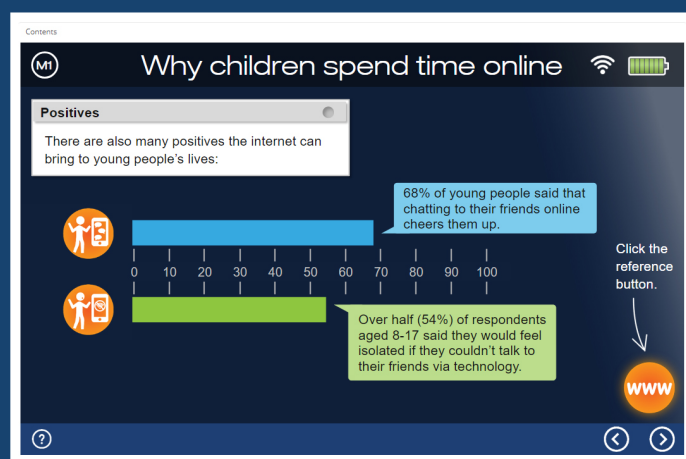 Contents
M1
Why children spend time online
Positives
There are also many positives the internet can
bring to young people's lives:
68% of young people said that
chatting to their friends online
cheers them up.
0 10 20 30 40 50 60 70 80 90 100
Over half (54%) of respondents
aged 8-17 said they would feel
isolated if they couldn't talk to
their friends via technology.
Click the
reference
button.
www
?